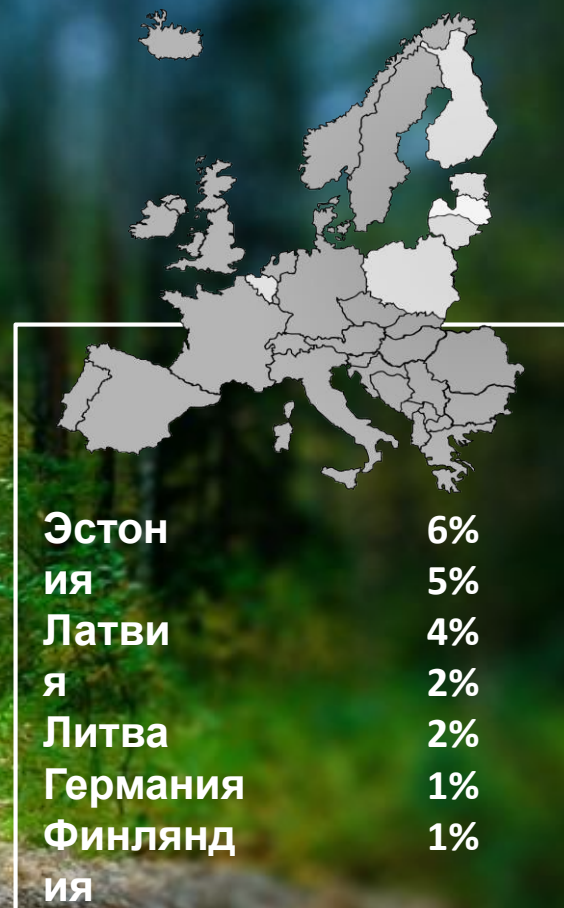 Эстон 6%
ия 5%
Латви 4%
я 2%
Литва 2%
Германия 1%
Финлянд 1%
ия